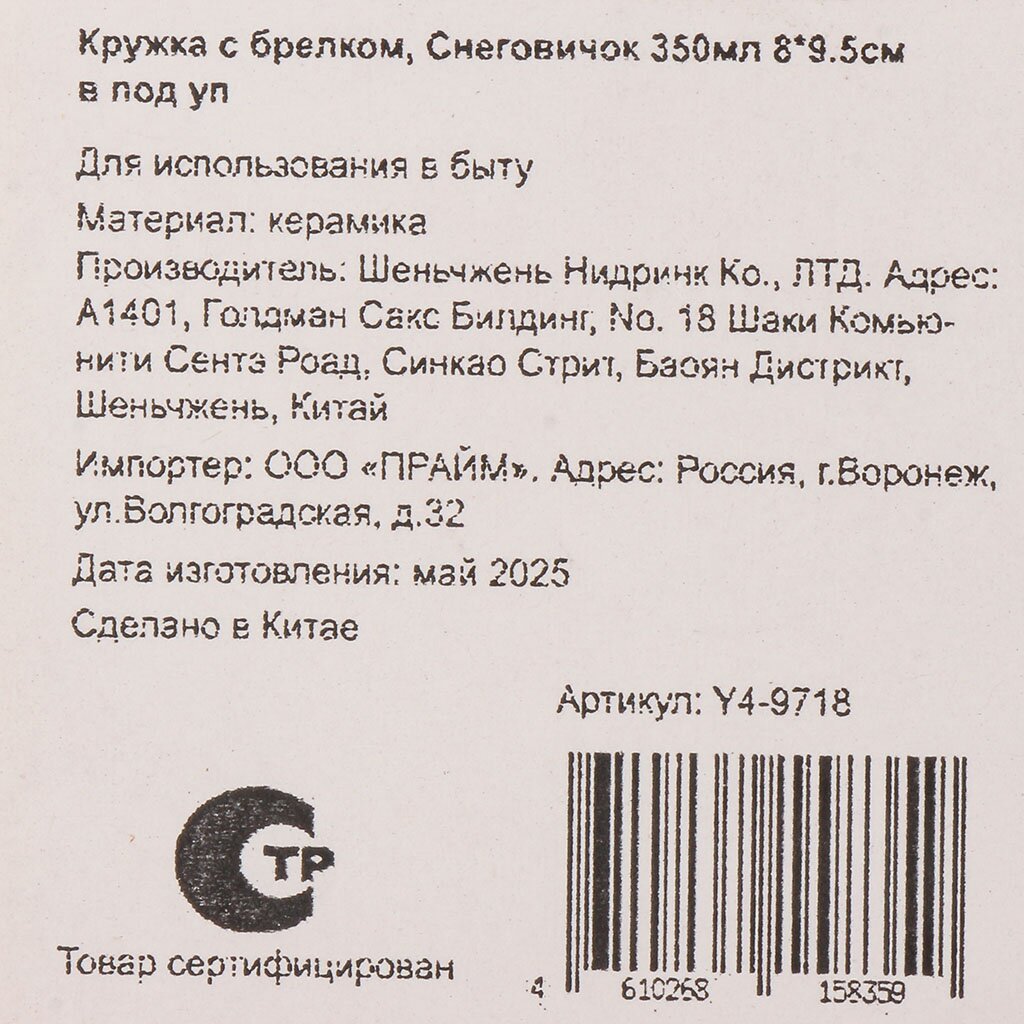 Кружка с брелком, Снеговичок 350мл 8*9.5см
в под уп
Для использования в быту
Материал: керамика
Производитель: Шеньчжень Нидринк Ко., ЛТД. Адрес:
А1401, Голдман Сакс Билдинг, No. 18 Шаки Комью-
нити Сентэ Роад, Синкао Стрит, Баоян Дистрикт,
Шеньчжень, Китай
Импортер: ООО «ПРАЙМ». Адрес: Россия, г.Воронеж,
ул.Волгоградская, д.32
Дата изготовления: май 2025
Сделано в Китае
Артикул: Y4-9718
ТР
Товар сертифицирован
4 610268 158359